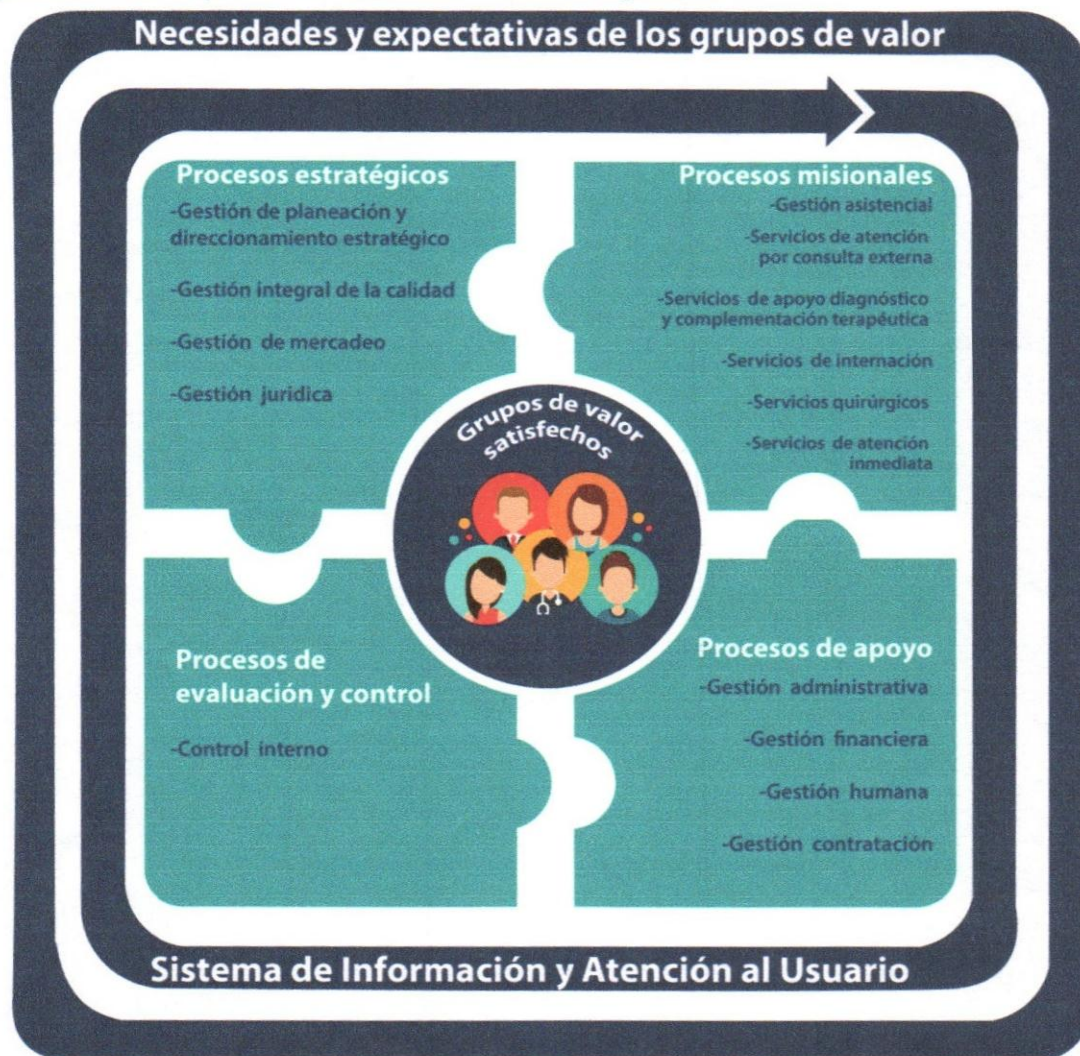 Necesidades y expectativas de los grupos de valor
Procesos estratégicos
-Gestión de planeación y
direccionamiento estratégico
-Gestión integral de la calidad
-Gestión de mercadeo
-Gestión juridica
Procesos misionales
-Gestión asistencial
-Servicios de atención
por consulta externa
-Servicios de apoyo diagnóstico
y complementación terapéutica
-Servicios de internación
-Servicios quirúrgicos
-Servicios de atención
inmediata
Grupos de valor
satisfechos
Procesos de
evaluación y control
-Control interno
Procesos de apoyo
-Gestión administrativa
-Gestión financiera
-Gestión humana
-Gestión contratación
Sistema de Información y Atención al Usuario